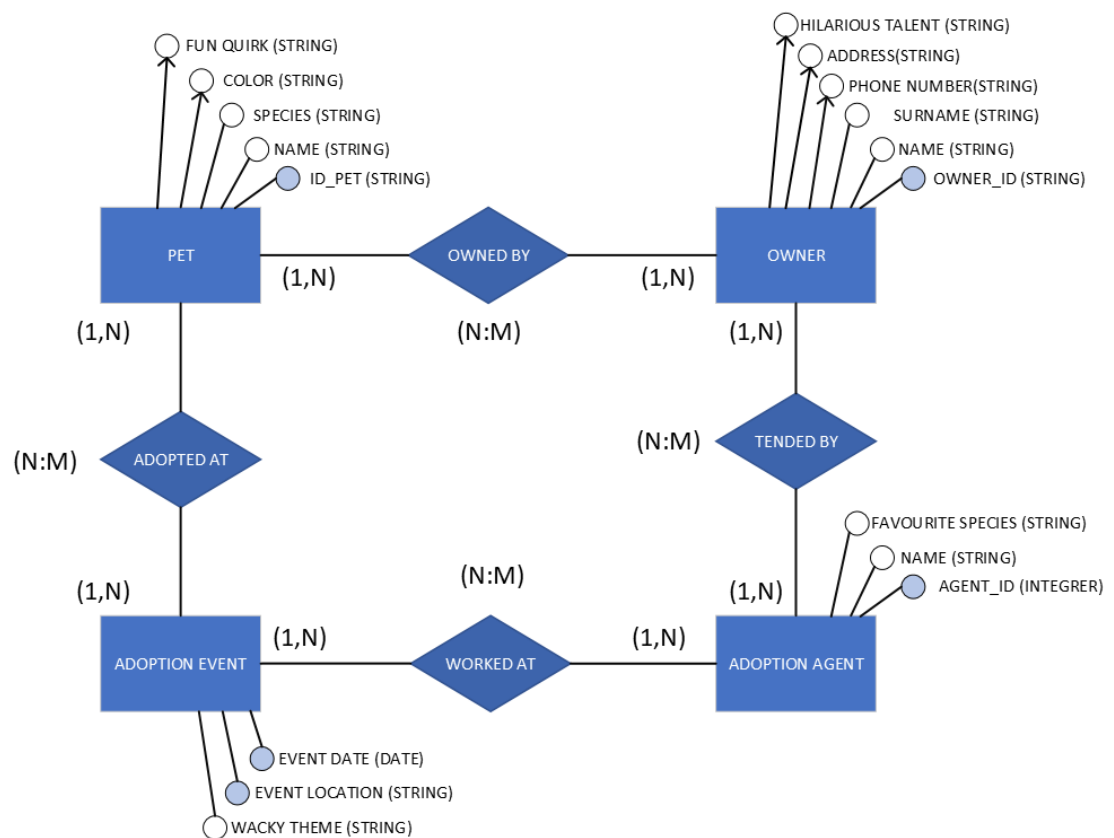 HILARIOUS TALENT (STRING)
FUN QUIRK (STRING)
ADDRESS(STRING)
COLOR (STRING)
PHONE NUMBER(STRING)
SPECIES (STRING)
SURNAME (STRING)
NAME (STRING)
NAME (STRING)
ID_PET (STRING)
OWNER_ID (STRING)
PET
OWNED BY
OWNER
(1,N)
(1,N)
(1,N)
(N:M)
(1,N)
(N:M)
ADOPTED AT
(N:M)
TENDED BY
FAVOURITE SPECIES (STRING)
NAME (STRING)
AGENT_ID (INTEGRER)
(1,N)
(N:M)
(1,N)
(1,N)
(1,N)
ADOPTION EVENT
WORKED AT
ADOPTION AGENT
EVENT DATE (DATE)
EVENT LOCATION (STRING)
WACKY THEME (STRING)